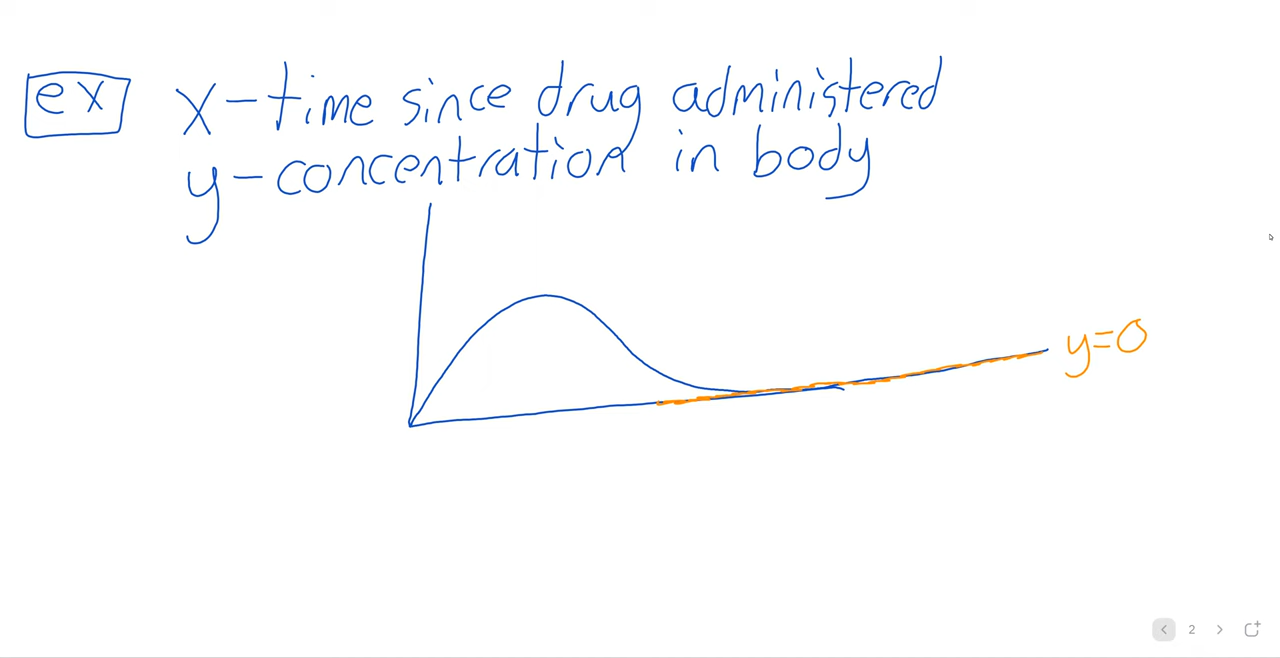 ex x-time since drug administered
y-concentration in body
y=0
2